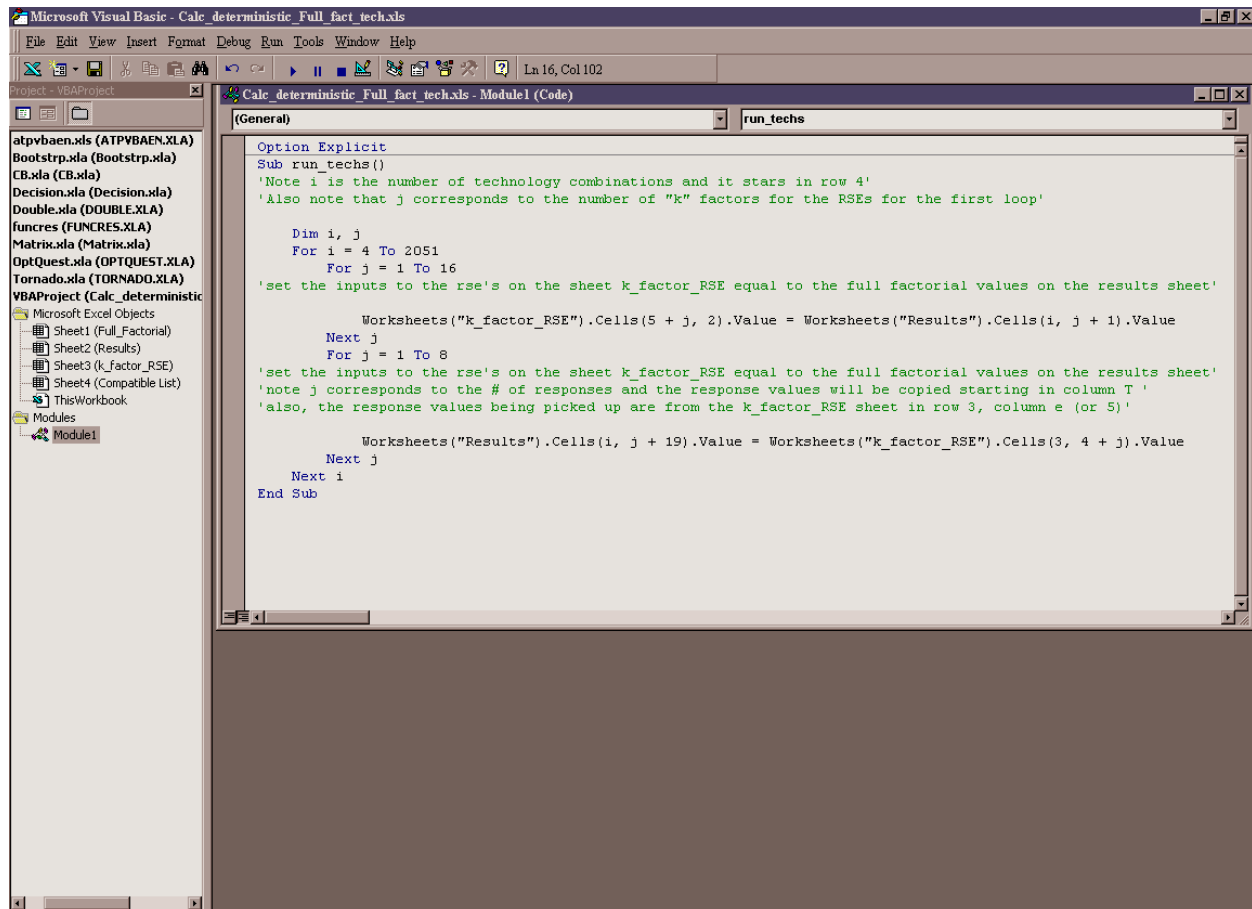 Microsoft Visual Basic - Calc_deterministic_Full_fact_tech.xls
File Edit View Insert Format Debug Run Tools Window Help
Ln 16, Col 102
Project - VBAProject
atpvbaen.xls (ATPVBAEN.XLA)
Bootstrp.xla (Bootstrp.xla)
CB.xla (CB.xla)
Decision.xla (Decision.xla)
Double.xla (DOUBLE.XLA)
funcres (FUNCRES.XLA)
Matrix.xla (Matrix.xla)
OptQuest.xla (OPTQUEST.XLA)
Tornado.xla (TORNADO.XLA)
VBAProject (Calc_deterministic
Microsoft Excel Objects
Sheet1 (Full_Factorial)
Sheet2 (Results)
Sheet3 (k_factor_RSE)
Sheet4 (Compatible List)
ThisWorkbook
Modules
Module1
Calc_deterministic_Full_fact_tech.xls - Module1 (Code)
(General) run_techs
Option Explicit
Sub run_techs()
'Note i is the number of technology combinations and it stars in row 4'
'Also note that j corresponds to the number of "k" factors for the RSEs for the first loop'
Dim i, j
For i = 4 To 2051
For j = 1 To 16
'set the inputs to the rse's on the sheet k_factor_RSE equal to the full factorial values on the results sheet'
Worksheets("k_factor_RSE").Cells(5 + j, 2).Value = Worksheets("Results").Cells(i, j + 1).Value
Next j
For j = 1 To 8
'set the inputs to the rse's on the sheet k_factor_RSE equal to the full factorial values on the results sheet'
'note j corresponds to the # of responses and the response values will be copied starting in column T '
'also, the response values being picked up are from the k_factor_RSE sheet in row 3, column e (or 5)'
Worksheets("Results").Cells(i, j + 19).Value = Worksheets("k_factor_RSE").Cells(3, 4 + j).Value
Next j
Next i
End Sub